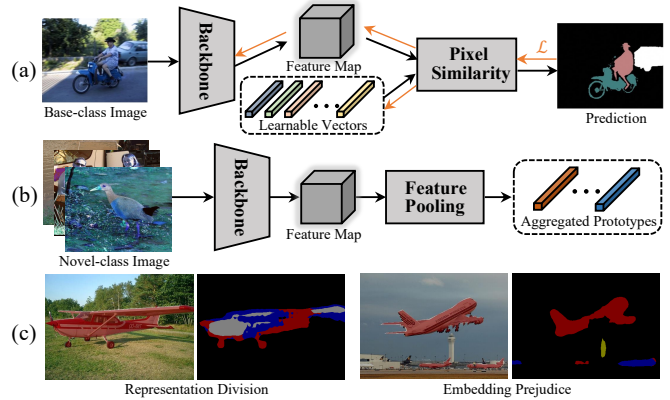 (a)
Backbone
Feature Map
Learnable Vectors
Pixel
Similarity
ℒ
Base-class Image
Prediction
(b)
Backbone
Feature Map
Feature
Pooling
Aggregated Prototypes
Novel-class Image
(c)
Representation Division
Embedding Prejudice